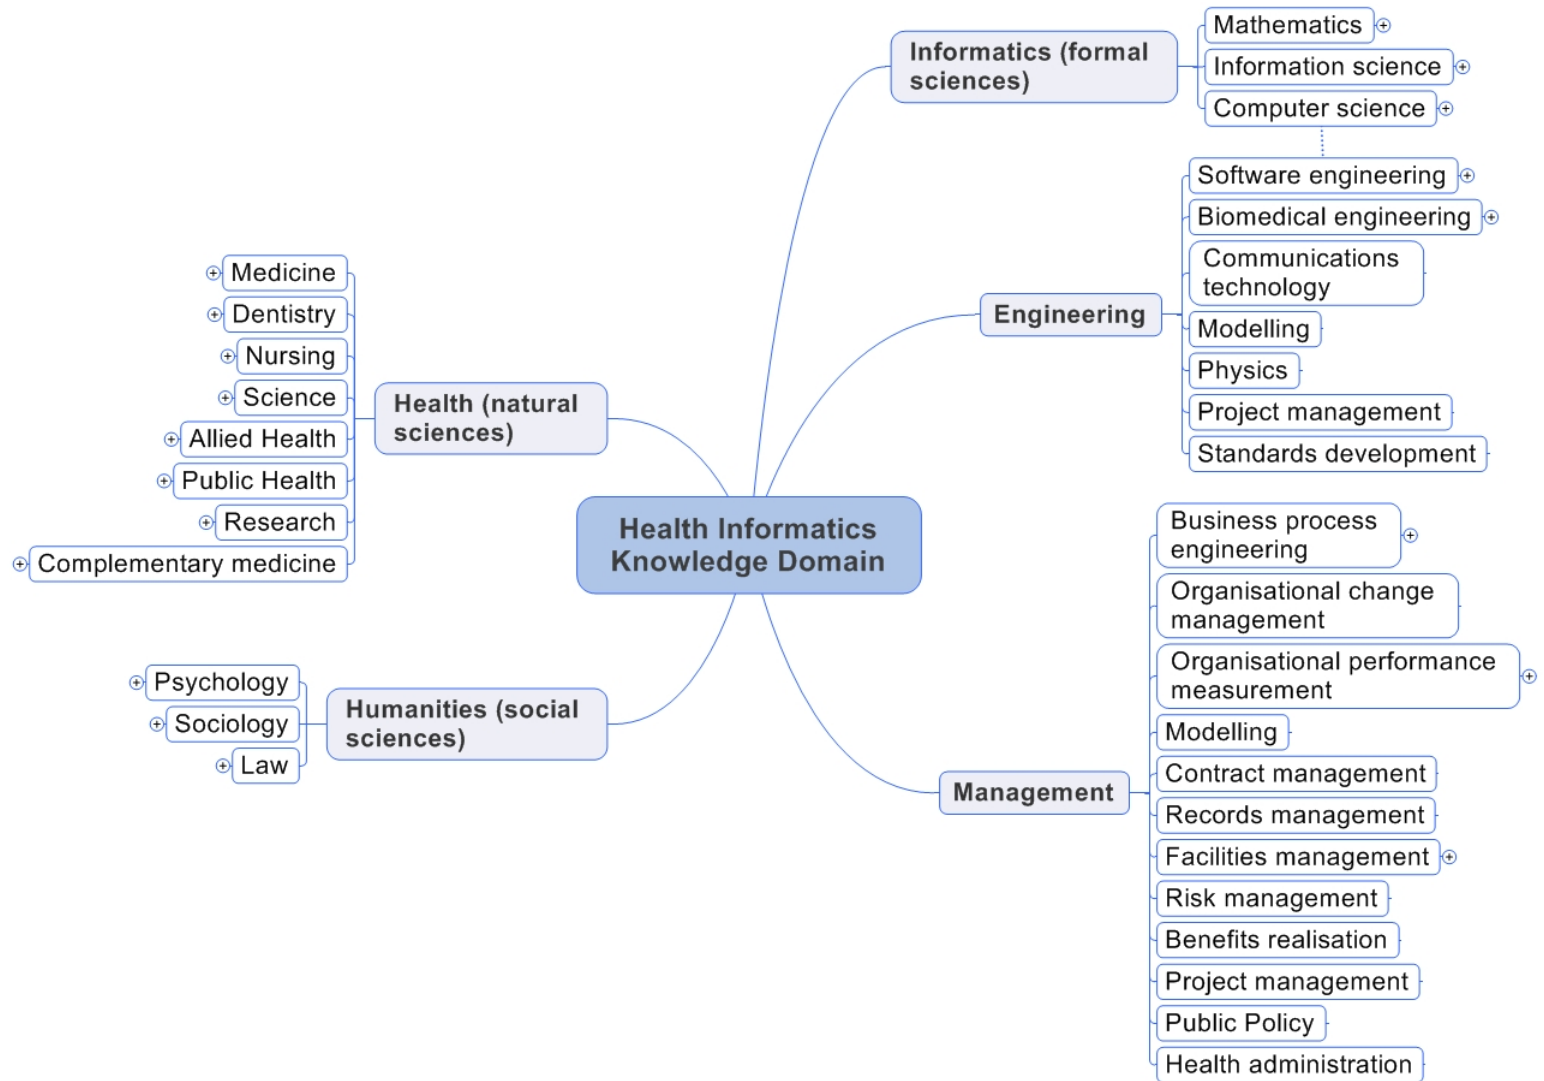 Informatics (formal
sciences)
Mathematics
Information science
Computer science
Engineering
Software engineering
Biomedical engineering
Communications
technology
Modelling
Physics
Project management
Standards development
Medicine
Dentistry
Nursing
Science
Allied Health
Public Health
Research
Complementary medicine
Health (natural
sciences)
Health Informatics
Knowledge Domain
Psychology
Sociology
Law
Humanities (social
sciences)
Management
Business process
engineering
Organisational change
management
Organisational performance
measurement
Modelling
Contract management
Records management
Facilities management
Risk management
Benefits realisation
Project management
Public Policy
Health administration